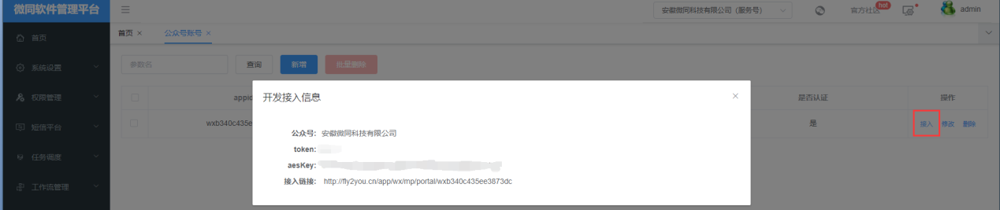 微同软件管理平台
安徽微同科技有限公司（服务号）
官方社区
hot
admin
首页
首页 ×
公众号账号 ×
参数名
查询
新增
批量删除
系统设置
开发接入信息
权限管理
appid
是否认证
操作
短信平台
wxb340c435e
公众号: 安徽微同科技有限公司
是
接入 修改 删除
token:
任务调度
aesKey:
工作流管理
接入链接: http://fly2you.cn/app/wx/mp/portal/wxb340c435ee3873dc